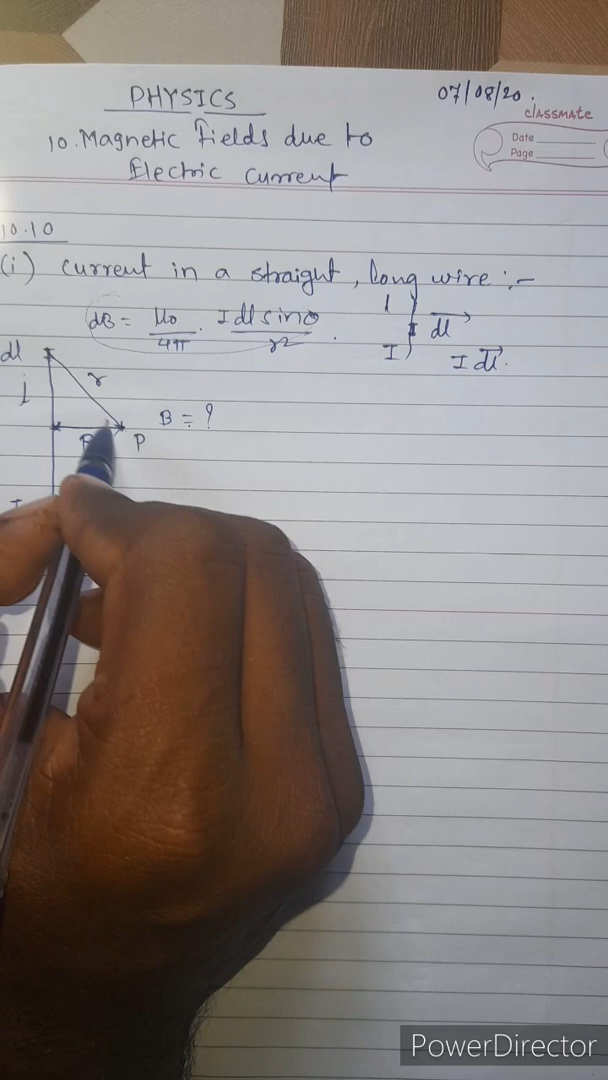 PHYSICS
07/08/20.
classmate
Date
Page
10. Magnetic Fields due to
Electric Current
10.10
(i) current in a straight, long wire :-
dB = μ0/4π . Idl sinθ/r² .
I
dl
I dl.
dl
r
B = ?
P
PowerDirector